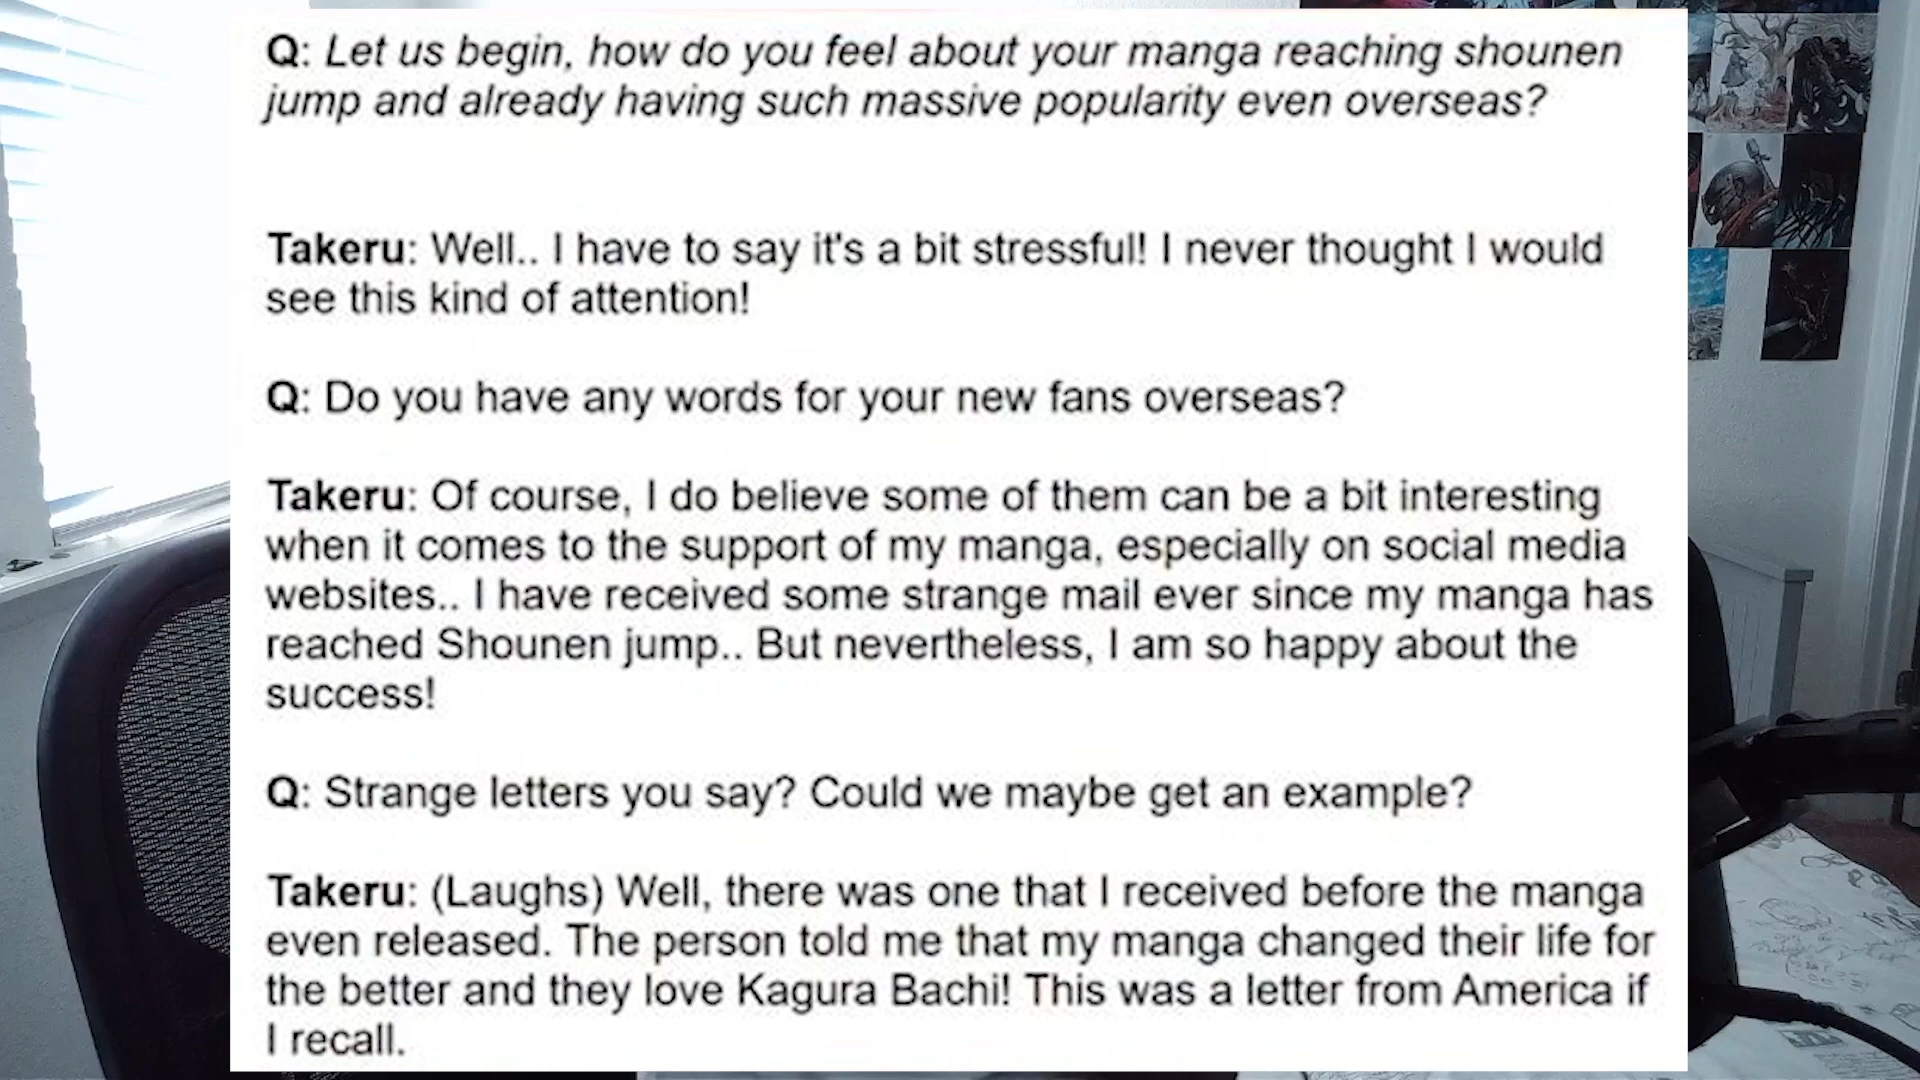 Q: Let us begin, how do you feel about your manga reaching shounen
jump and already having such massive popularity even overseas?
Takeru: Well.. I have to say it's a bit stressful! I never thought I would
see this kind of attention!
Q: Do you have any words for your new fans overseas?
Takeru: Of course, I do believe some of them can be a bit interesting
when it comes to the support of my manga, especially on social media
websites.. I have received some strange mail ever since my manga has
reached Shounen jump.. But nevertheless, I am so happy about the
success!
Q: Strange letters you say? Could we maybe get an example?
Takeru: (Laughs) Well, there was one that I received before the manga
even released. The person told me that my manga changed their life for
the better and they love Kagura Bachi! This was a letter from America if
I recall.